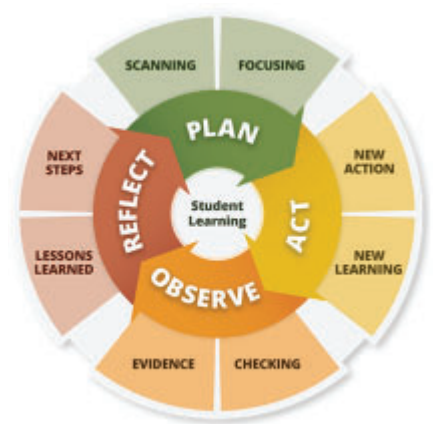 SCANNING
FOCUSING
PLAN
NEXT
STEPS
NEW
ACTION
REFLECT
Student
Learning
ACT
LESSONS
LEARNED
NEW
LEARNING
OBSERVE
EVIDENCE
CHECKING